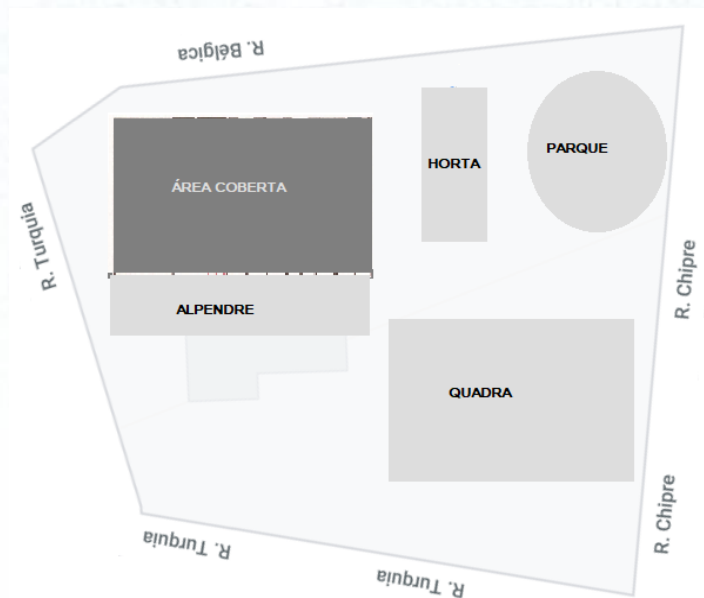 R. Bélgica
PARQUE
HORTA
ÁREA COBERTA
R. Turquia
R. Chipre
ALPENDRE
QUADRA
R. Chipre
R. Turquia
R. Turquia